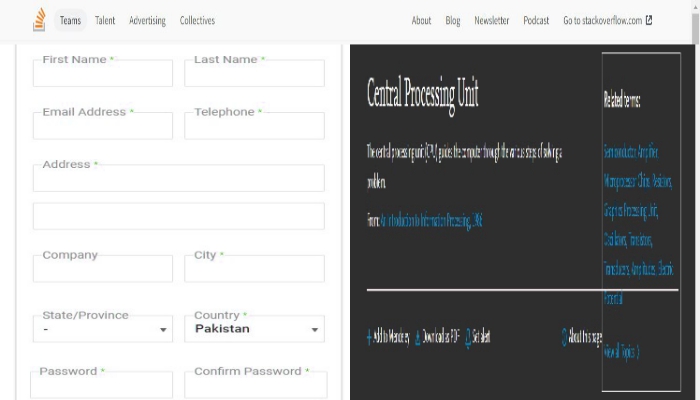 Teams Talent Advertising Collectives About Blog Newsletter Podcast Go to stackoverflow.com
First Name * Last Name *
Email Address * Telephone *
Address *
Company City *
State/Province Country *
- Pakistan
Password * Confirm Password *
Central Processing Unit
The central processing unit (CPU) guides the computer through the various steps of solving a
problem.
From: An Introduction to Information Processing, 1986
Add to Mendeley Download as PDF Set alert About this page
Related terms:
Semiconductor, Amplifier,
Microprocessor Chips, Resistors,
Graphics Processing Unit,
Oscillators, Transistors,
Transducers, Amplitudes, Electric
Potential
View all Topics